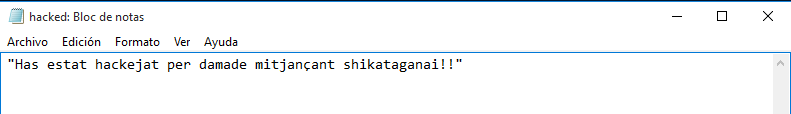 hacked: Bloc de notas
Archivo Edición Formato Ver Ayuda
"Has estat hackejat per damade mitjançant shikataganai!!"